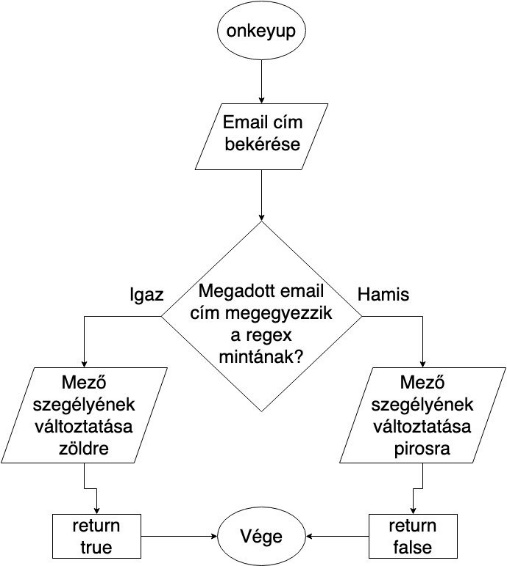 onkeyup
Email cím
bekérése
Igaz
Hamis
Megadott email
cím megegyezzik
a regex
mintának?
Mező
szegélyének
változtatása
zöldre
Mező
szegélyének
változtatása
pirosra
return
true
Vége
return
false